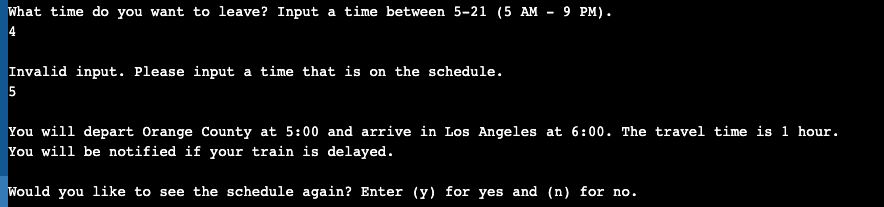 What time do you want to leave? Input a time between 5-21 (5 AM - 9 PM).
4
Invalid input. Please input a time that is on the schedule.
5
You will depart Orange County at 5:00 and arrive in Los Angeles at 6:00. The travel time is 1 hour.
You will be notified if your train is delayed.
Would you like to see the schedule again? Enter (y) for yes and (n) for no.